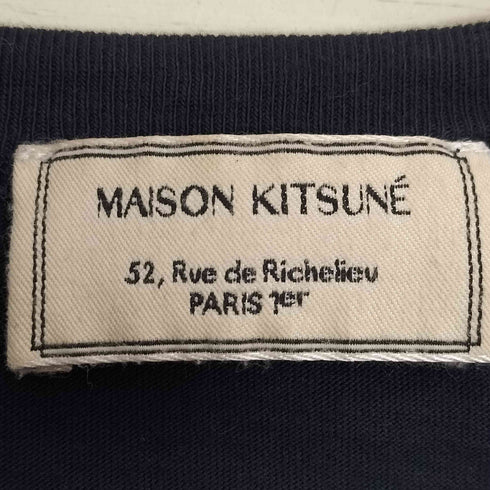 MAISON KITSUNÉ
52, Rue de Richelieu
PARIS 1er